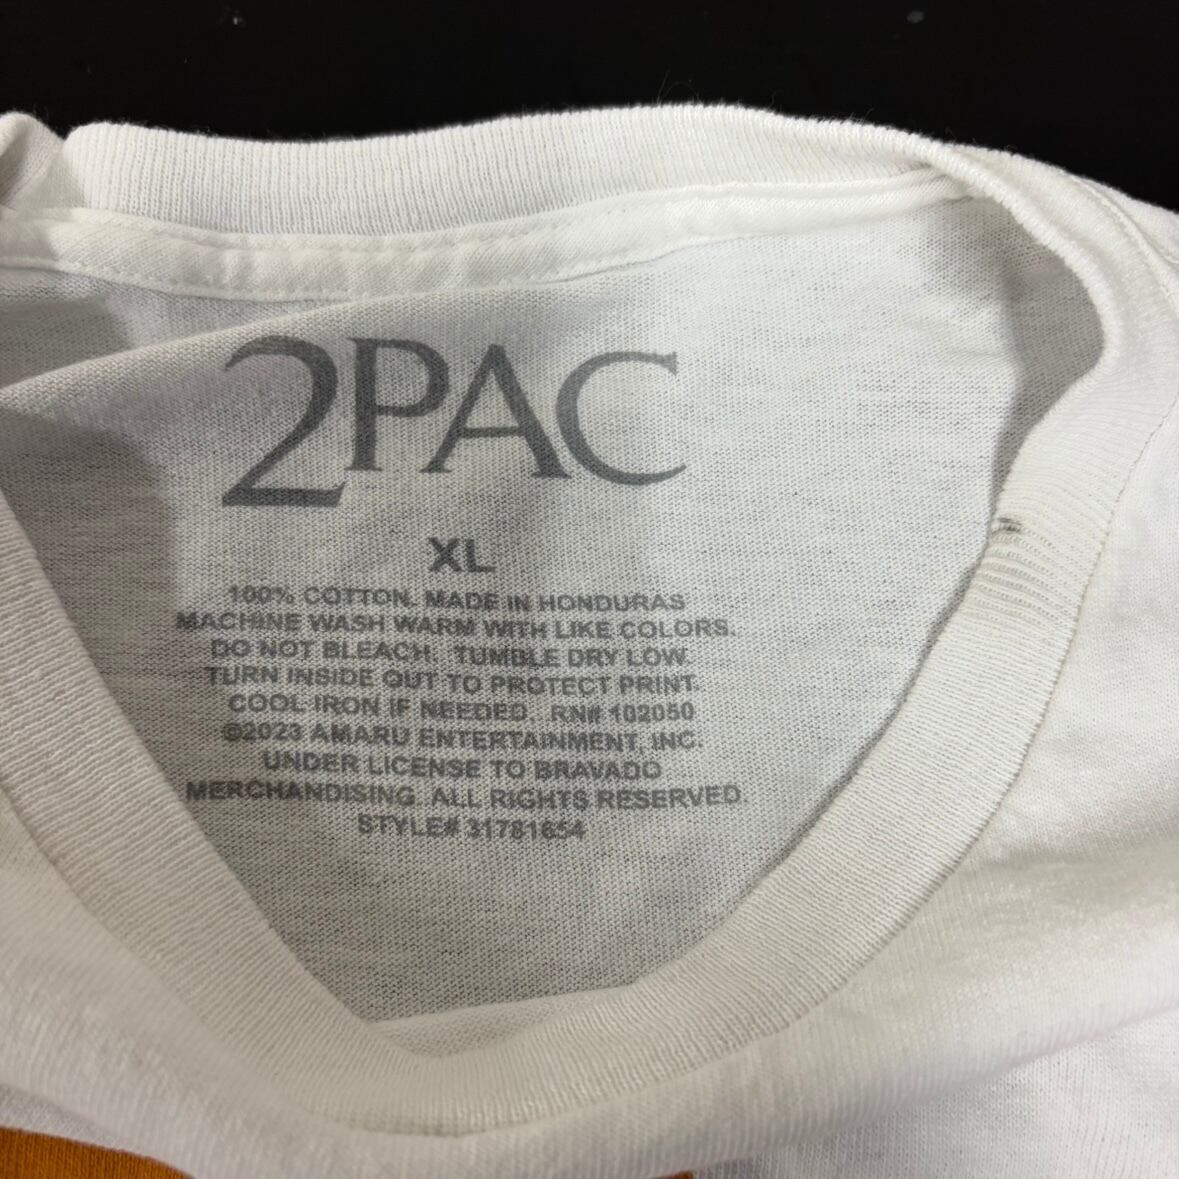 2PAC
XL
100% COTTON. MADE IN HONDURAS
MACHINE WASH WARM WITH LIKE COLORS.
DO NOT BLEACH. TUMBLE DRY LOW.
TURN INSIDE OUT TO PROTECT PRINT.
COOL IRON IF NEEDED. RN# 102050
©2023 AMARU ENTERTAINMENT, INC.
UNDER LICENSE TO BRAVADO
MERCHANDISING. ALL RIGHTS RESERVED.
STYLE# 31781654